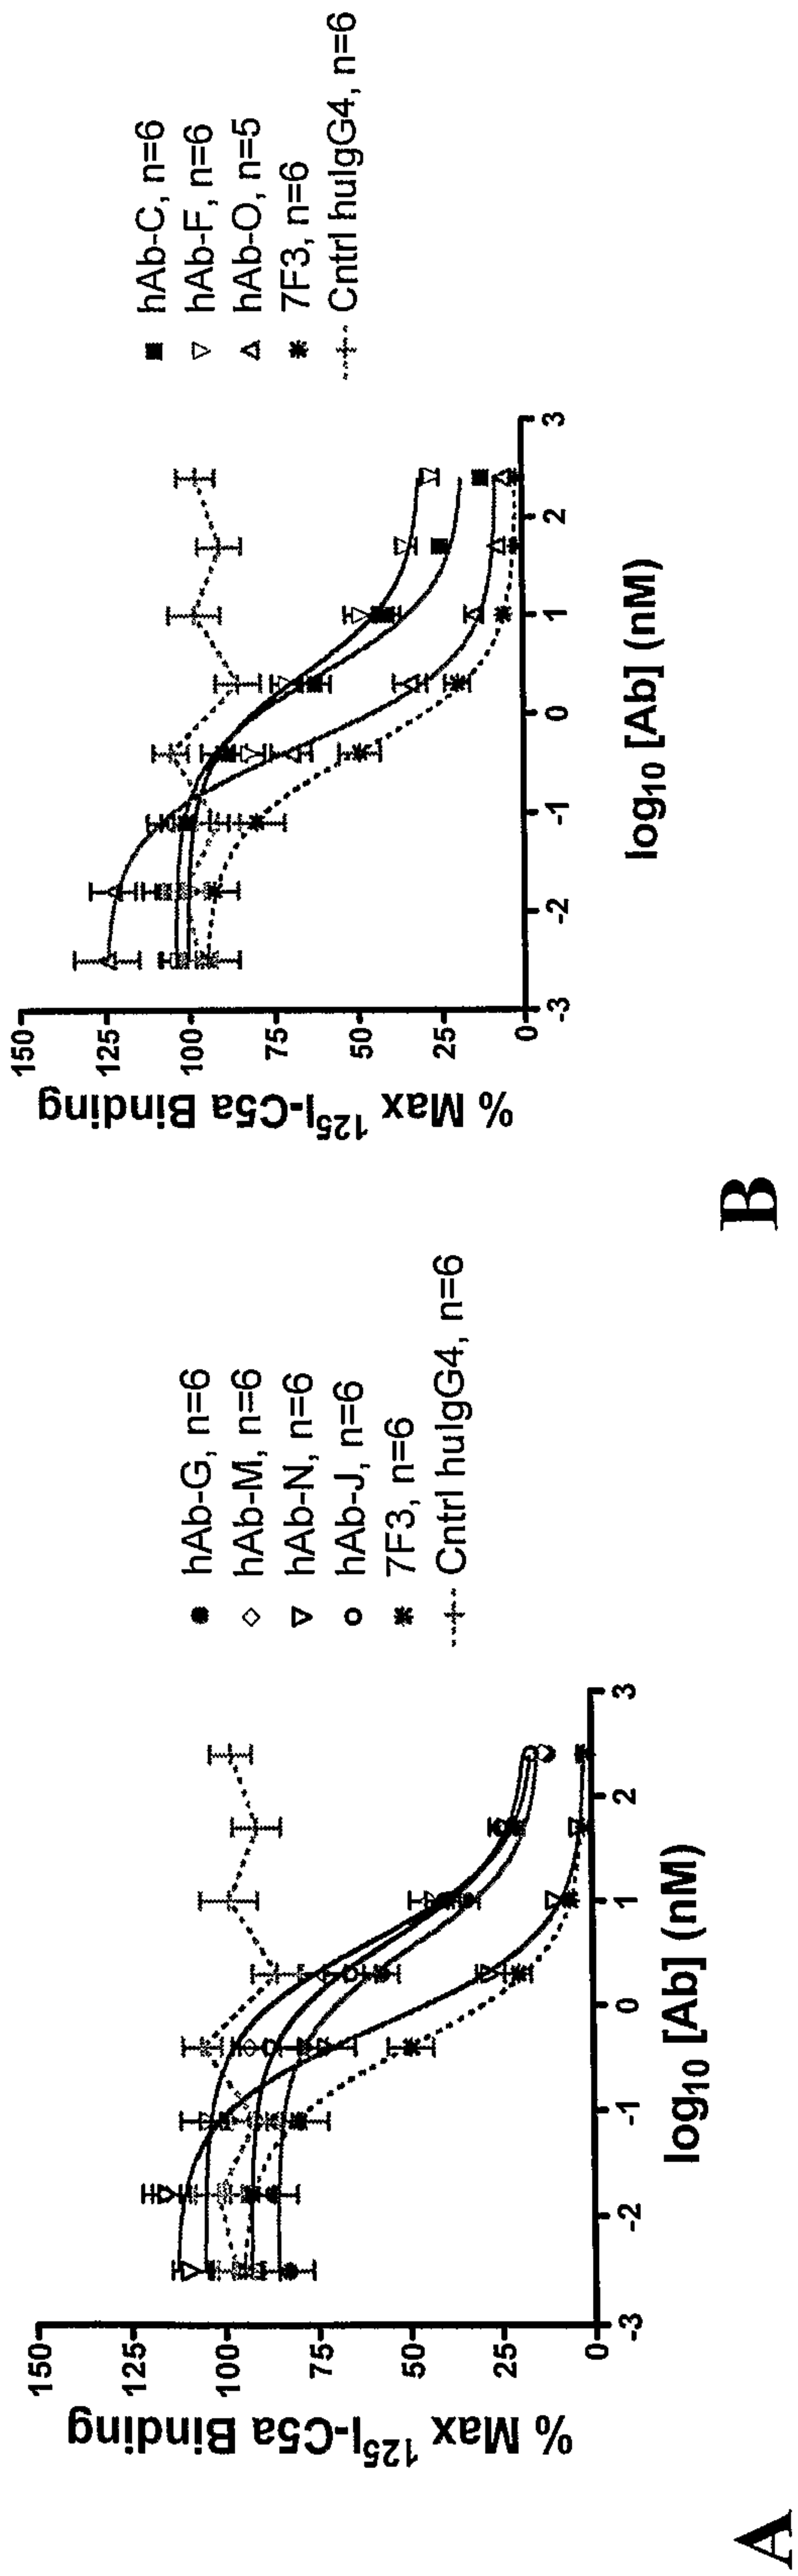 % Max ¹²⁵I-C5a Binding
150
125
100
75
50
25
0
-3
-2
-1
0
1
2
3
log₁₀ [Ab] (nM)
hAb-G, n=6
hAb-M, n=6
hAb-N, n=6
hAb-J, n=6
7F3, n=6
Cntrl huIgG4, n=6
A
% Max ¹²⁵I-C5a Binding
150
125
100
75
50
25
0
-3
-2
-1
0
1
2
3
log₁₀ [Ab] (nM)
hAb-C, n=6
hAb-F, n=6
hAb-O, n=5
7F3, n=6
Cntrl huIgG4, n=6
B